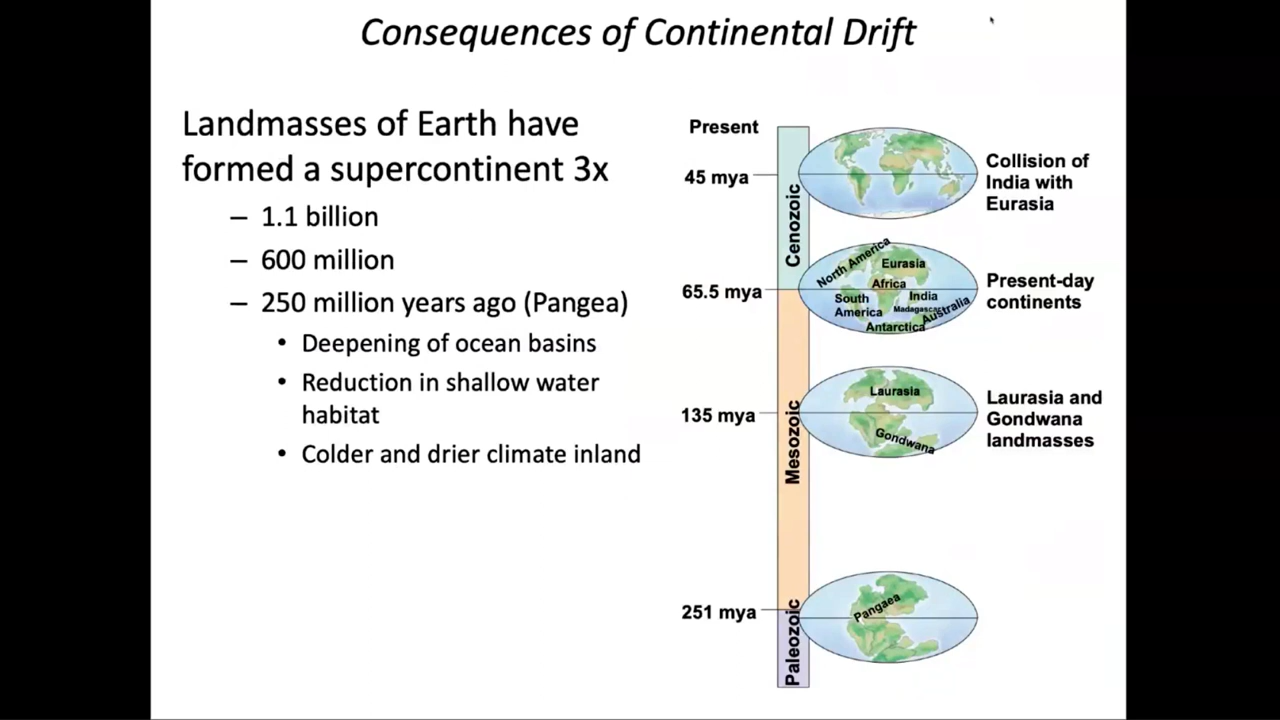 Consequences of Continental Drift
Landmasses of Earth have
formed a supercontinent 3x
– 1.1 billion
– 600 million
– 250 million years ago (Pangea)
• Deepening of ocean basins
• Reduction in shallow water
habitat
• Colder and drier climate inland
Present
45 mya
Cenozoic
Collision of
India with
Eurasia
65.5 mya
North America
Eurasia
Africa
South
America
India
Madagascar
Australia
Antarctica
Present-day
continents
135 mya
Mesozoic
Laurasia
Gondwana
Laurasia and
Gondwana
landmasses
251 mya
Paleozoic
Pangaea